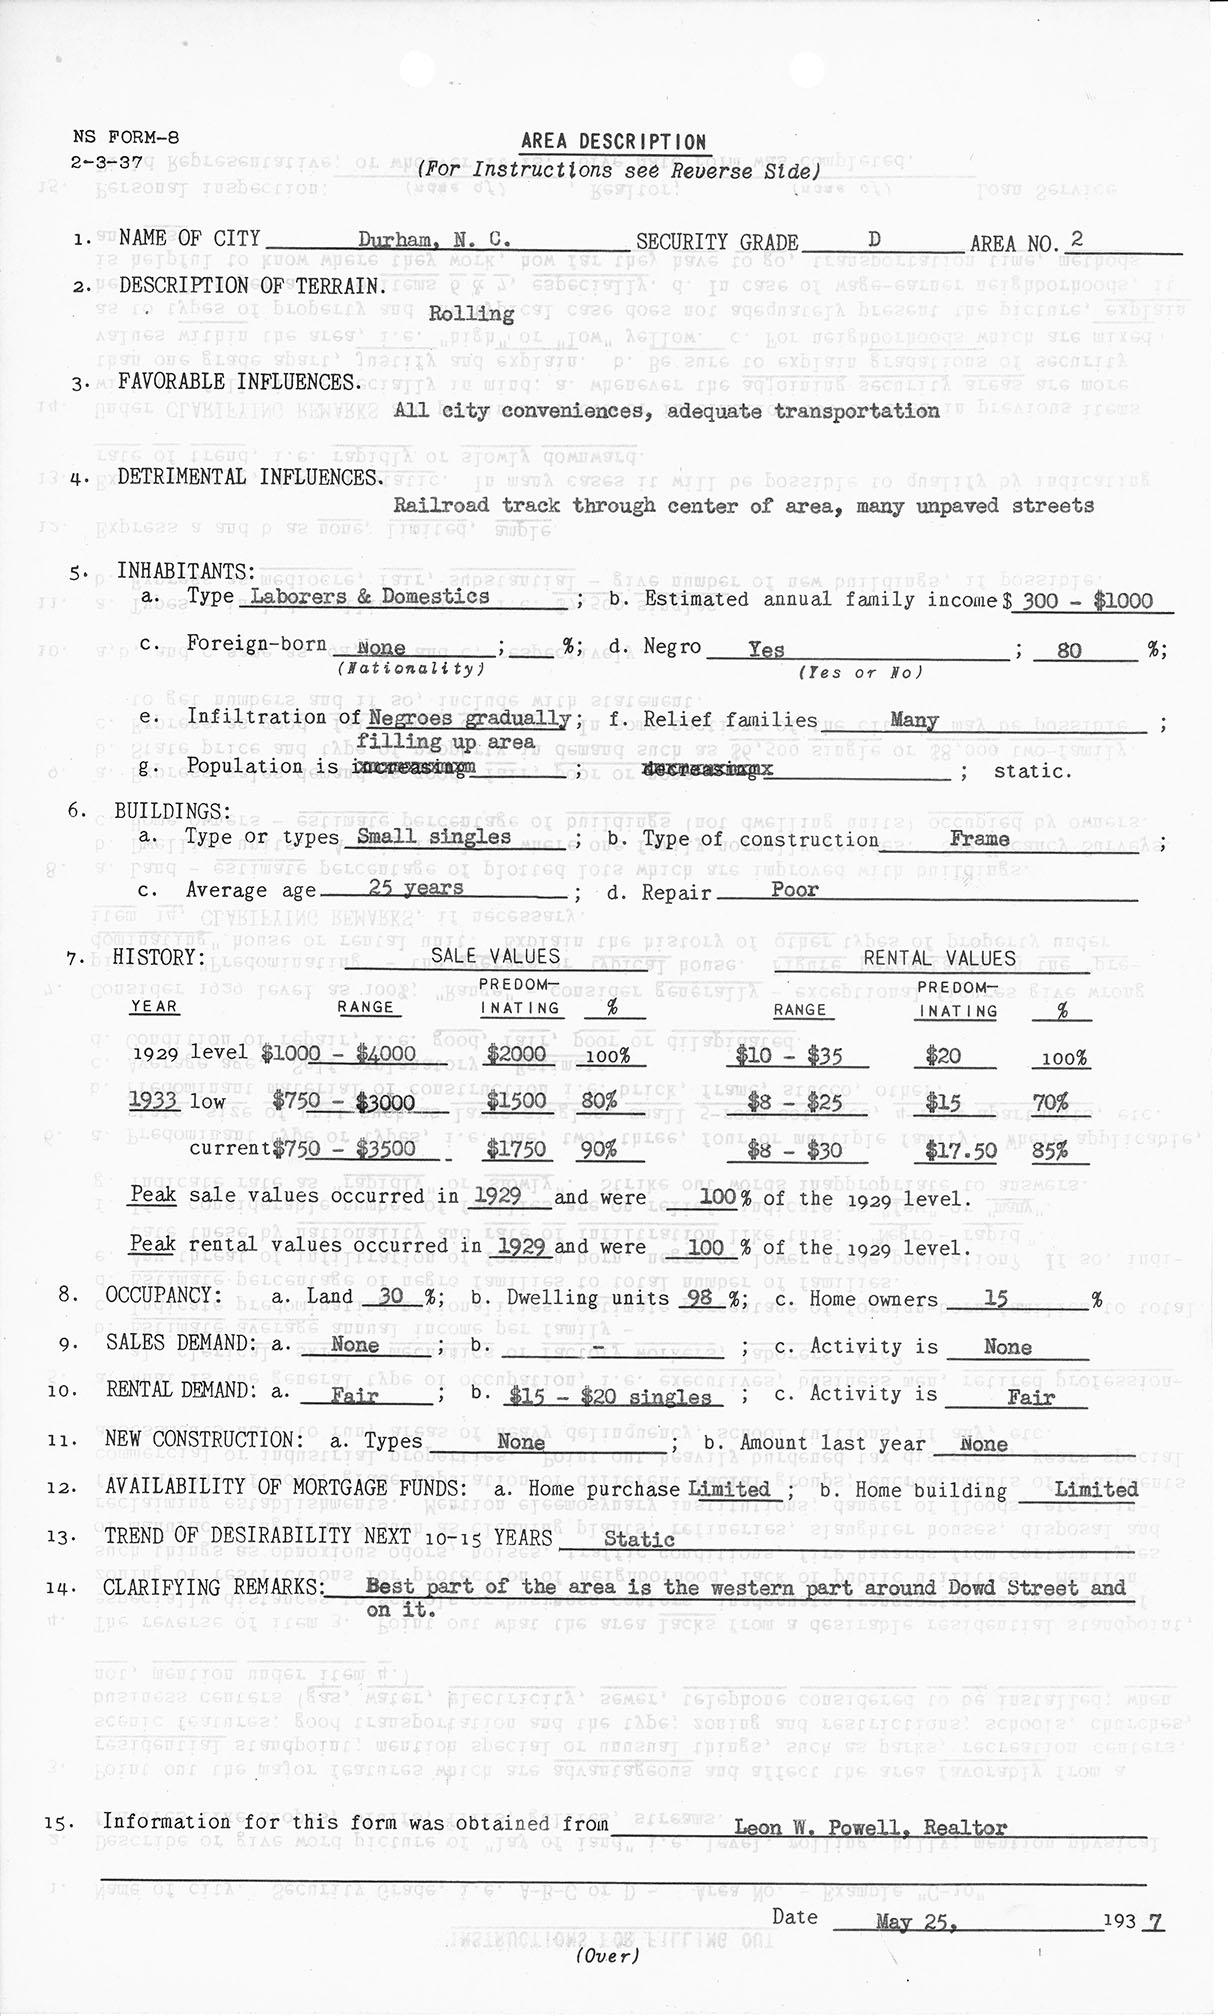 NS FORM-8
2-3-37
AREA DESCRIPTION
(For Instructions see Reverse Side)
1. NAME OF CITY Durham, N. C. SECURITY GRADE D AREA NO. 2
2. DESCRIPTION OF TERRAIN.
Rolling
3. FAVORABLE INFLUENCES.
All city conveniences, adequate transportation
4. DETRIMENTAL INFLUENCES.
Railroad track through center of area, many unpaved streets
5. INHABITANTS:
a. Type Laborers & Domestics ; b. Estimated annual family income $ 300 - $1000
c. Foreign-born None ; %; d. Negro Yes ; 80 %;
(Nationality) (Yes or No)
e. Infiltration of Negroes gradually; f. Relief families Many ;
filling up area
g. Population is increasing ; decreasing ; static.
6. BUILDINGS:
a. Type or types Small singles ; b. Type of construction Frame ;
c. Average age 25 years ; d. Repair Poor
7. HISTORY: SALE VALUES RENTAL VALUES
PREDOM- PREDOM-
YEAR RANGE INATING % RANGE INATING %
1929 level $1000 - $4000 $2000 100% $10 - $35 $20 100%
1933 low $750 - $3000 $1500 80% $8 - $25 $15 70%
current $750 - $3500 $1750 90% $8 - $30 $17.50 85%
Peak sale values occurred in 1929 and were 100% of the 1929 level.
Peak rental values occurred in 1929 and were 100 % of the 1929 level.
8. OCCUPANCY: a. Land 30 %; b. Dwelling units 98 %; c. Home owners 15 %
9. SALES DEMAND: a. None ; b. - ; c. Activity is None
10. RENTAL DEMAND: a. Fair ; b. $15 - $20 singles ; c. Activity is Fair
11. NEW CONSTRUCTION: a. Types None ; b. Amount last year None
12. AVAILABILITY OF MORTGAGE FUNDS: a. Home purchase Limited ; b. Home building Limited
13. TREND OF DESIRABILITY NEXT 10-15 YEARS Static
14. CLARIFYING REMARKS: Best part of the area is the western part around Dowd Street and
on it.
15. Information for this form was obtained from Leon W. Powell, Realtor
Date May 25, 1937
(Over)